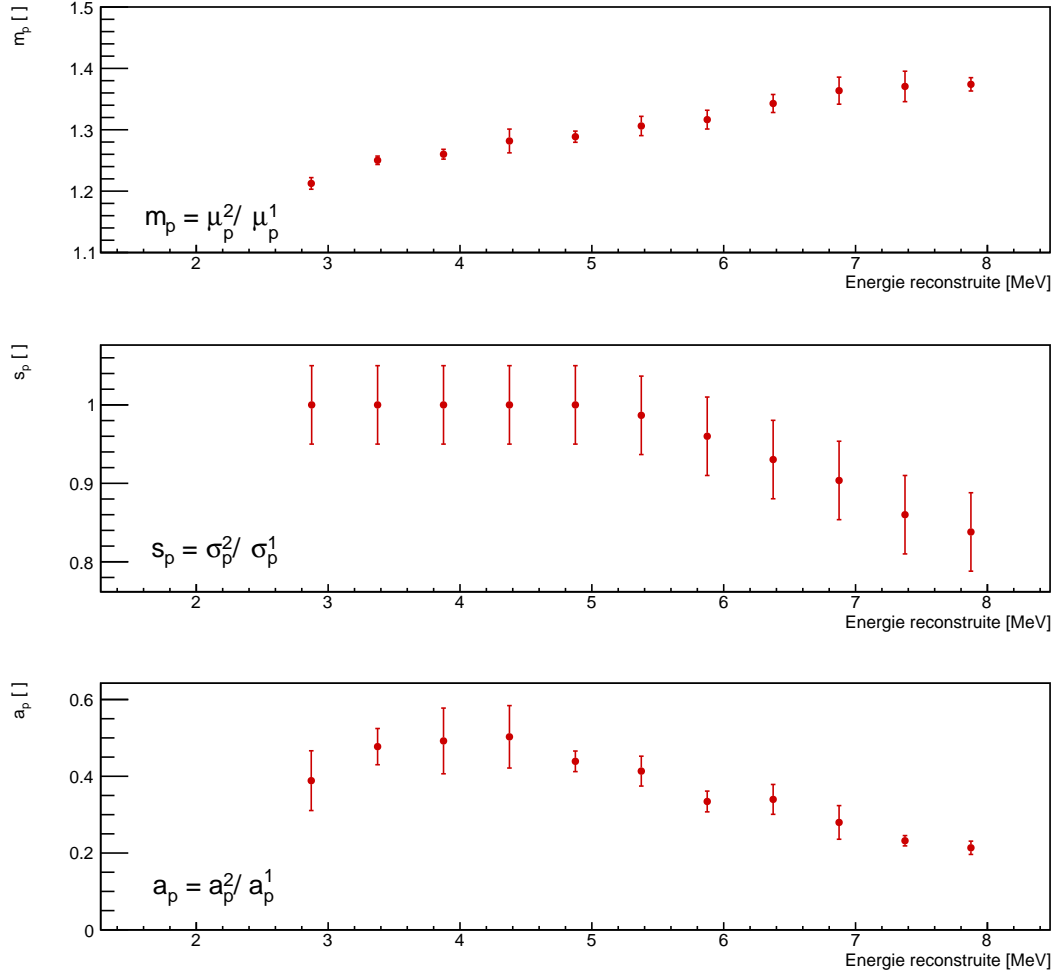 m_p [ ]
1.5
1.4
1.3
1.2
1.1
m_p = μ_p^2/ μ_p^1
2 3 4 5 6 7 8
Energie reconstruite [MeV]
s_p [ ]
1
0.9
0.8
s_p = σ_p^2/ σ_p^1
2 3 4 5 6 7 8
Energie reconstruite [MeV]
a_p [ ]
0.6
0.4
0.2
0
a_p = a_p^2/ a_p^1
2 3 4 5 6 7 8
Energie reconstruite [MeV]